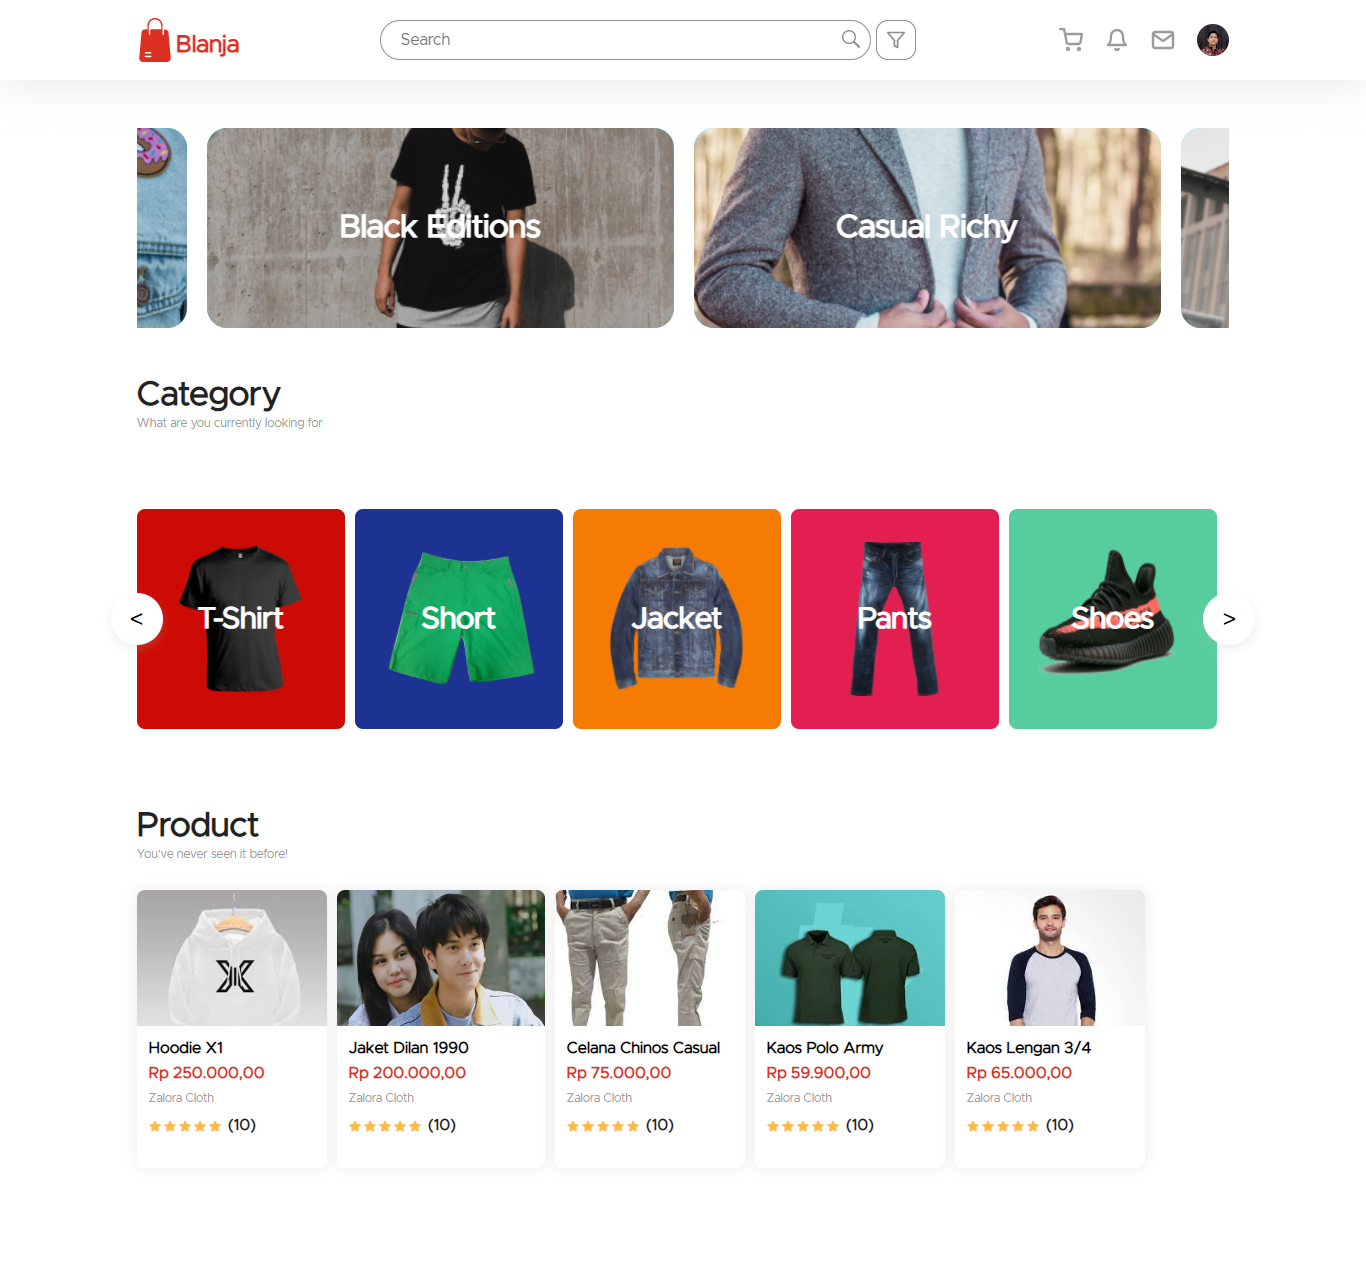 Blanja
Search
Black Editions
Casual Richy
Category
What are you currently looking for
T-Shirt
Short
Jacket
Pants
Shoes
<
>
Product
You've never seen it before!
Hoodie X1
Rp 250.000,00
Zalora Cloth
(10)
Jaket Dilan 1990
Rp 200.000,00
Zalora Cloth
(10)
Celana Chinos Casual
Rp 75.000,00
Zalora Cloth
(10)
Kaos Polo Army
Rp 59.900,00
Zalora Cloth
(10)
Kaos Lengan 3/4
Rp 65.000,00
Zalora Cloth
(10)